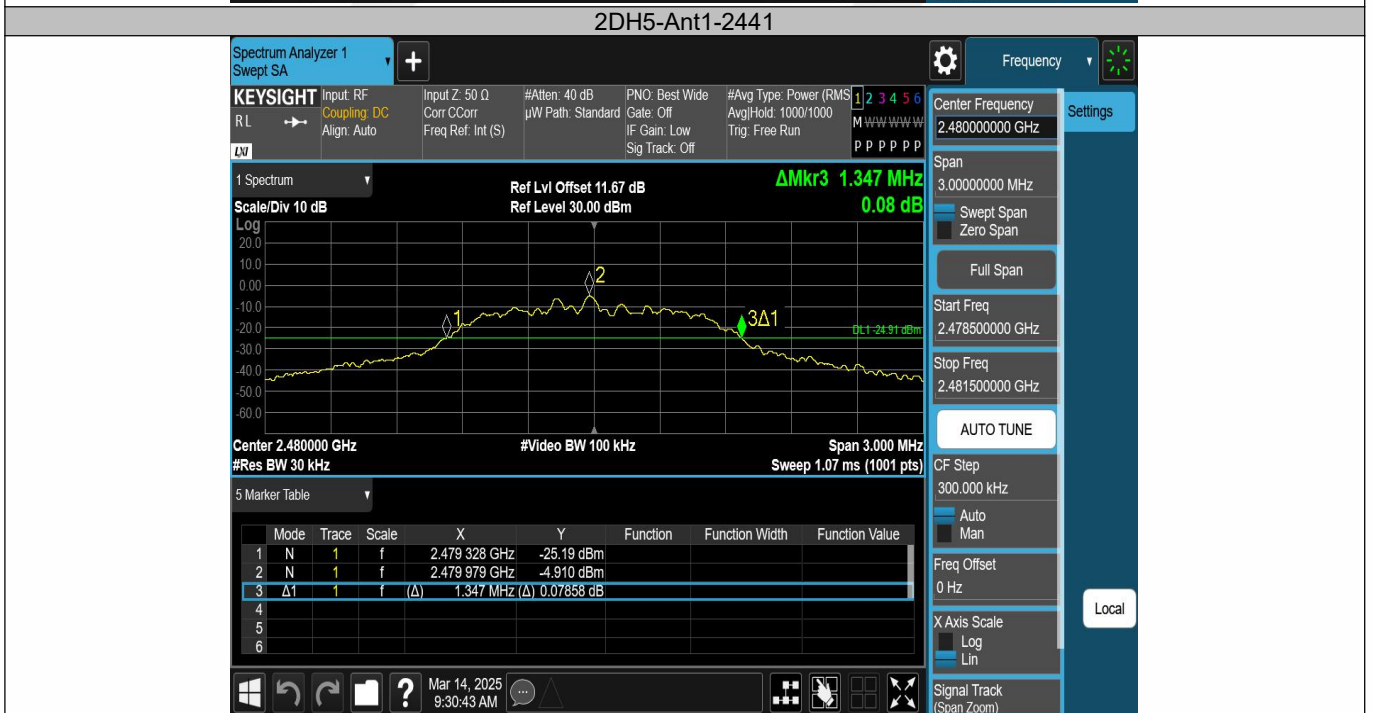 2DH5-Ant1-2441
Spectrum Analyzer 1
Swept SA
Frequency
KEYSIGHT
RL
LXI
Input: RF
Coupling: DC
Align: Auto
Input Z: 50 Ω
Corr CCorr
Freq Ref: Int (S)
#Atten: 40 dB
µW Path: Standard
PNO: Best Wide
Gate: Off
IF Gain: Low
Sig Track: Off
#Avg Type: Power (RMS
Avg|Hold: 1000/1000
Trig: Free Run
1 2 3 4 5 6
M W W W W W
P P P P P P
Center Frequency
2.480000000 GHz
Settings
1 Spectrum
Scale/Div 10 dB
Ref Lvl Offset 11.67 dB
Ref Level 30.00 dBm
ΔMkr3 1.347 MHz
0.08 dB
Span
3.00000000 MHz
Swept Span
Zero Span
Full Span
Start Freq
2.478500000 GHz
Stop Freq
2.481500000 GHz
AUTO TUNE
CF Step
300.000 kHz
Auto
Man
Freq Offset
0 Hz
X Axis Scale
Log
Lin
Signal Track
(Span Zoom)
Local
Log
20.0
10.0
0.00
-10.0
-20.0
-30.0
-40.0
-50.0
-60.0
1
2
3Δ1
DL1 -24.91 dBm
Center 2.480000 GHz
#Video BW 100 kHz
Span 3.000 MHz
#Res BW 30 kHz
Sweep 1.07 ms (1001 pts)
5 Marker Table
Mode Trace Scale X Y Function Function Width Function Value
1 N 1 f 2.479 328 GHz -25.19 dBm
2 N 1 f 2.479 979 GHz -4.910 dBm
3 Δ1 1 f (Δ) 1.347 MHz (Δ) 0.07858 dB
4
5
6
?
Mar 14, 2025
9:30:43 AM